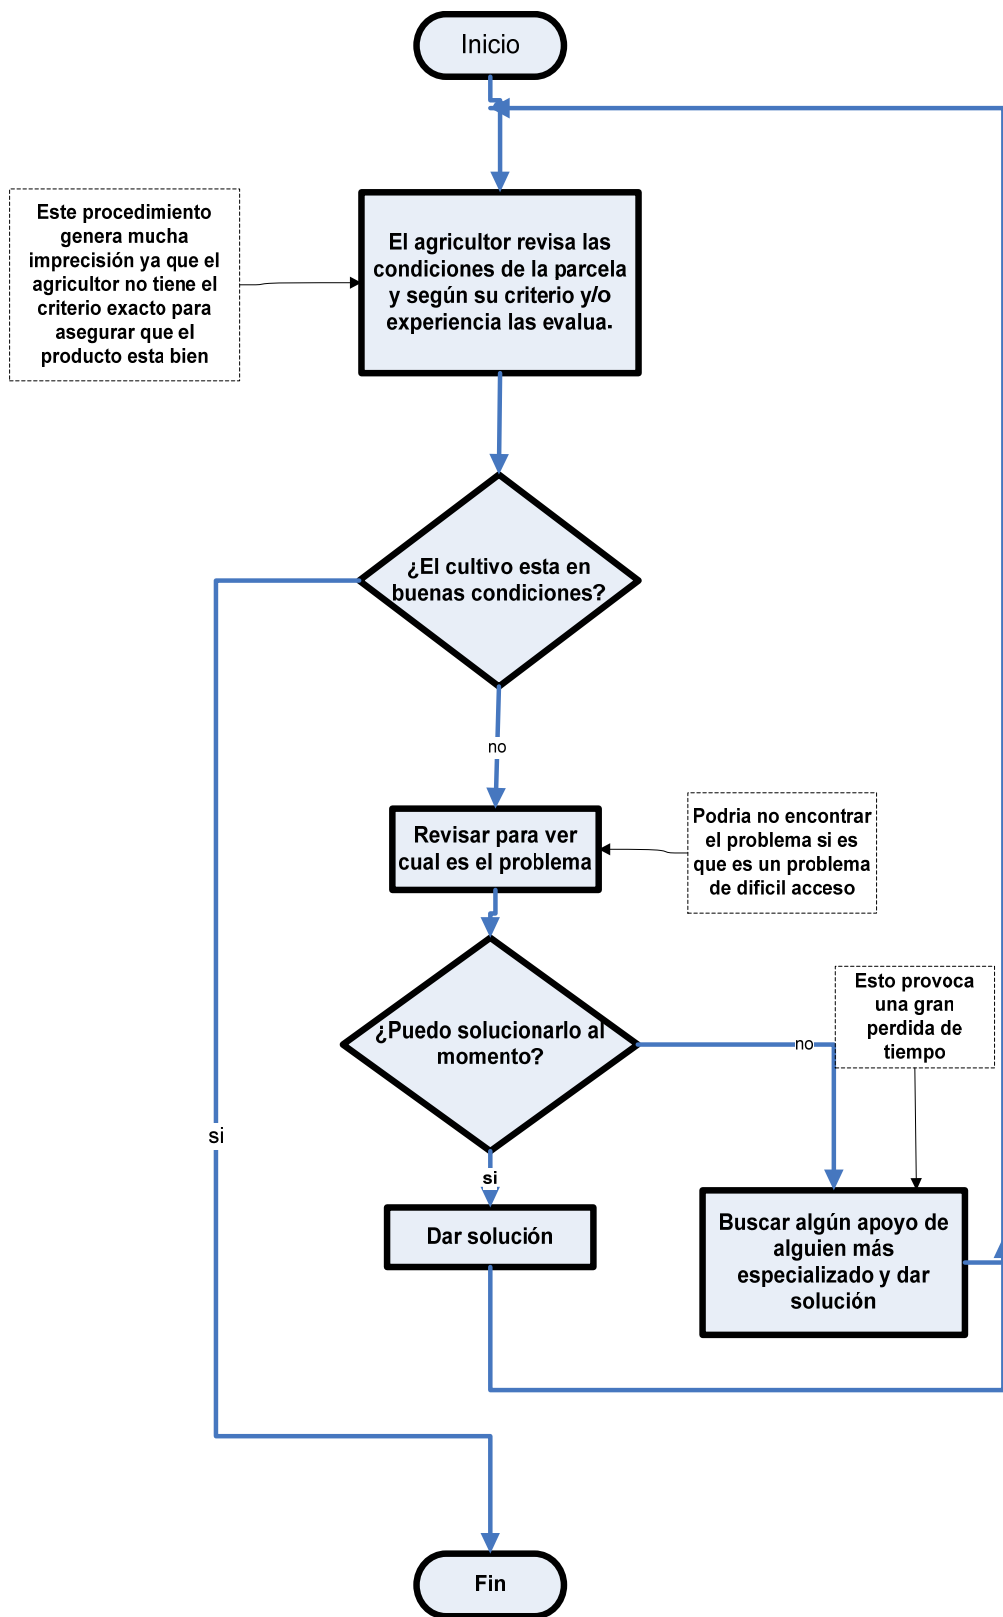 Inicio
Este procedimiento
genera mucha
imprecisión ya que el
agricultor no tiene el
criterio exacto para
asegurar que el
producto esta bien
El agricultor revisa las
condiciones de la parcela
y según su criterio y/o
experiencia las evalua.
¿El cultivo esta en
buenas condiciones?
no
Revisar para ver
cual es el problema
Podria no encontrar
el problema si es
que es un problema
de dificil acceso
¿Puedo solucionarlo al
momento?
no
Esto provoca
una gran
perdida de
tiempo
si
si
Dar solución
Buscar algún apoyo de
alguien más
especializado y dar
solución
Fin